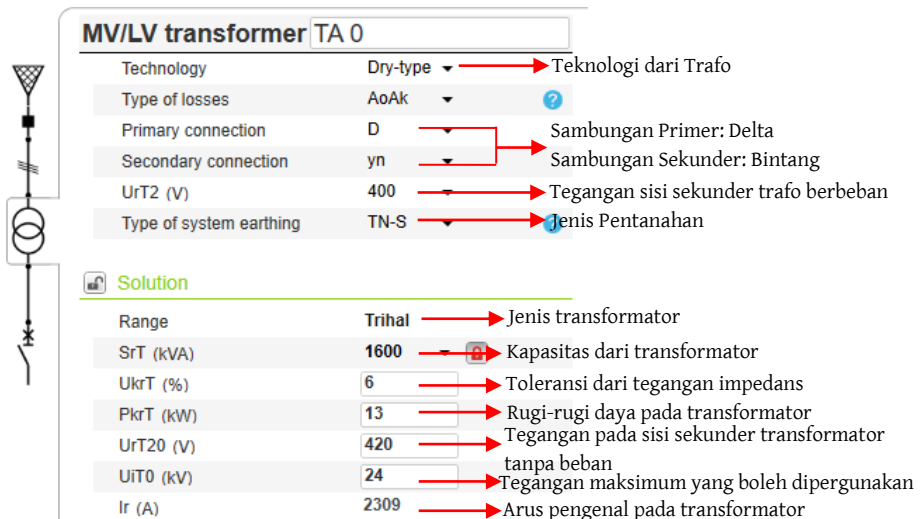 MV/LV transformer TA 0
Technology Dry-type Teknologi dari Trafo
Type of losses AoAk ?
Primary connection D Sambungan Primer: Delta
Secondary connection yn Sambungan Sekunder: Bintang
UrT2 (V) 400 Tegangan sisi sekunder trafo berbeban
Type of system earthing TN-S Jenis Pentanahan ?
Solution
Range Trihal Jenis transformator
SrT (kVA) 1600 Kapasitas dari transformator
UkrT (%) 6 Toleransi dari tegangan impedans
PkrT (kW) 13 Rugi-rugi daya pada transformator
UrT20 (V) 420 Tegangan pada sisi sekunder transformator
tanpa beban
UiT0 (kV) 24 Tegangan maksimum yang boleh dipergunakan
Ir (A) 2309 Arus pengenal pada transformator